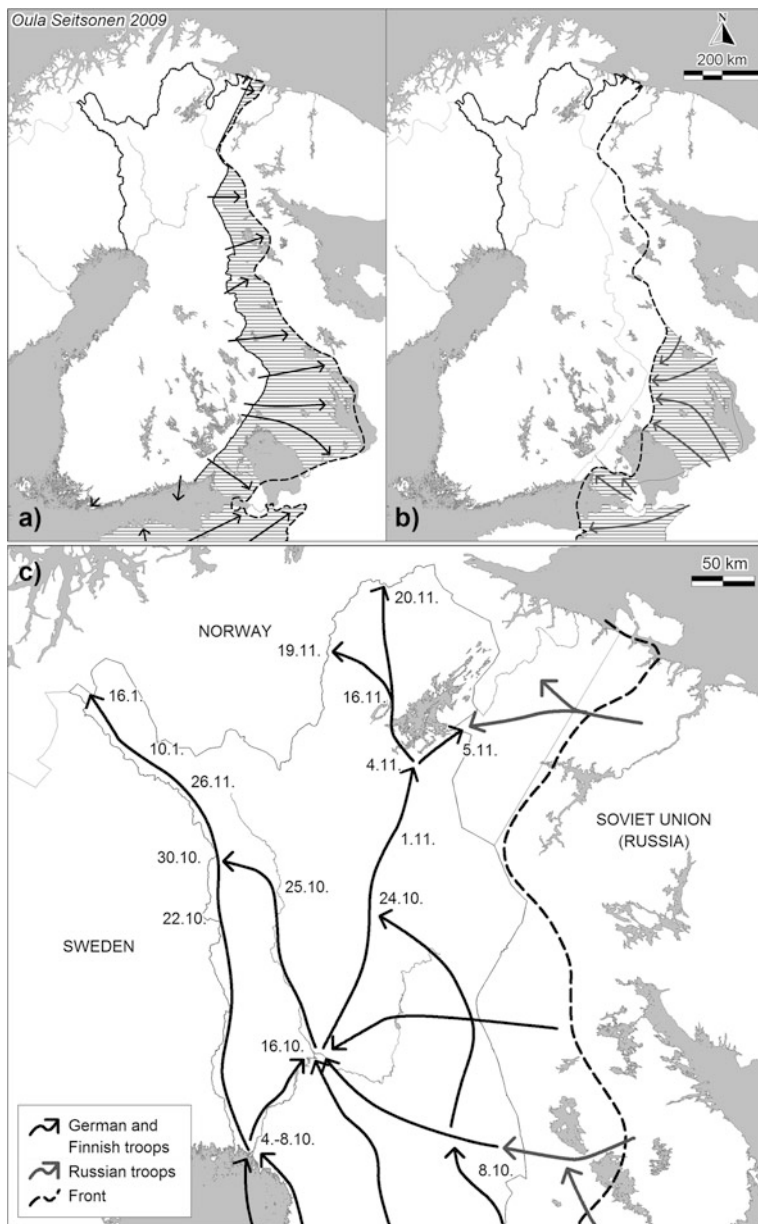 Oula Seitsonen 2009
N
200 km
a)
b)
c)
50 km
20.11.
NORWAY
19.11.
16.11.
16.1.
5.11.
10.1.
4.11.
26.11.
SOVIET UNION
(RUSSIA)
1.11.
30.10.
25.10.
24.10.
22.10.
SWEDEN
16.10.
German and
Finnish troops
4.-8.10.
Russian troops
8.10.
Front